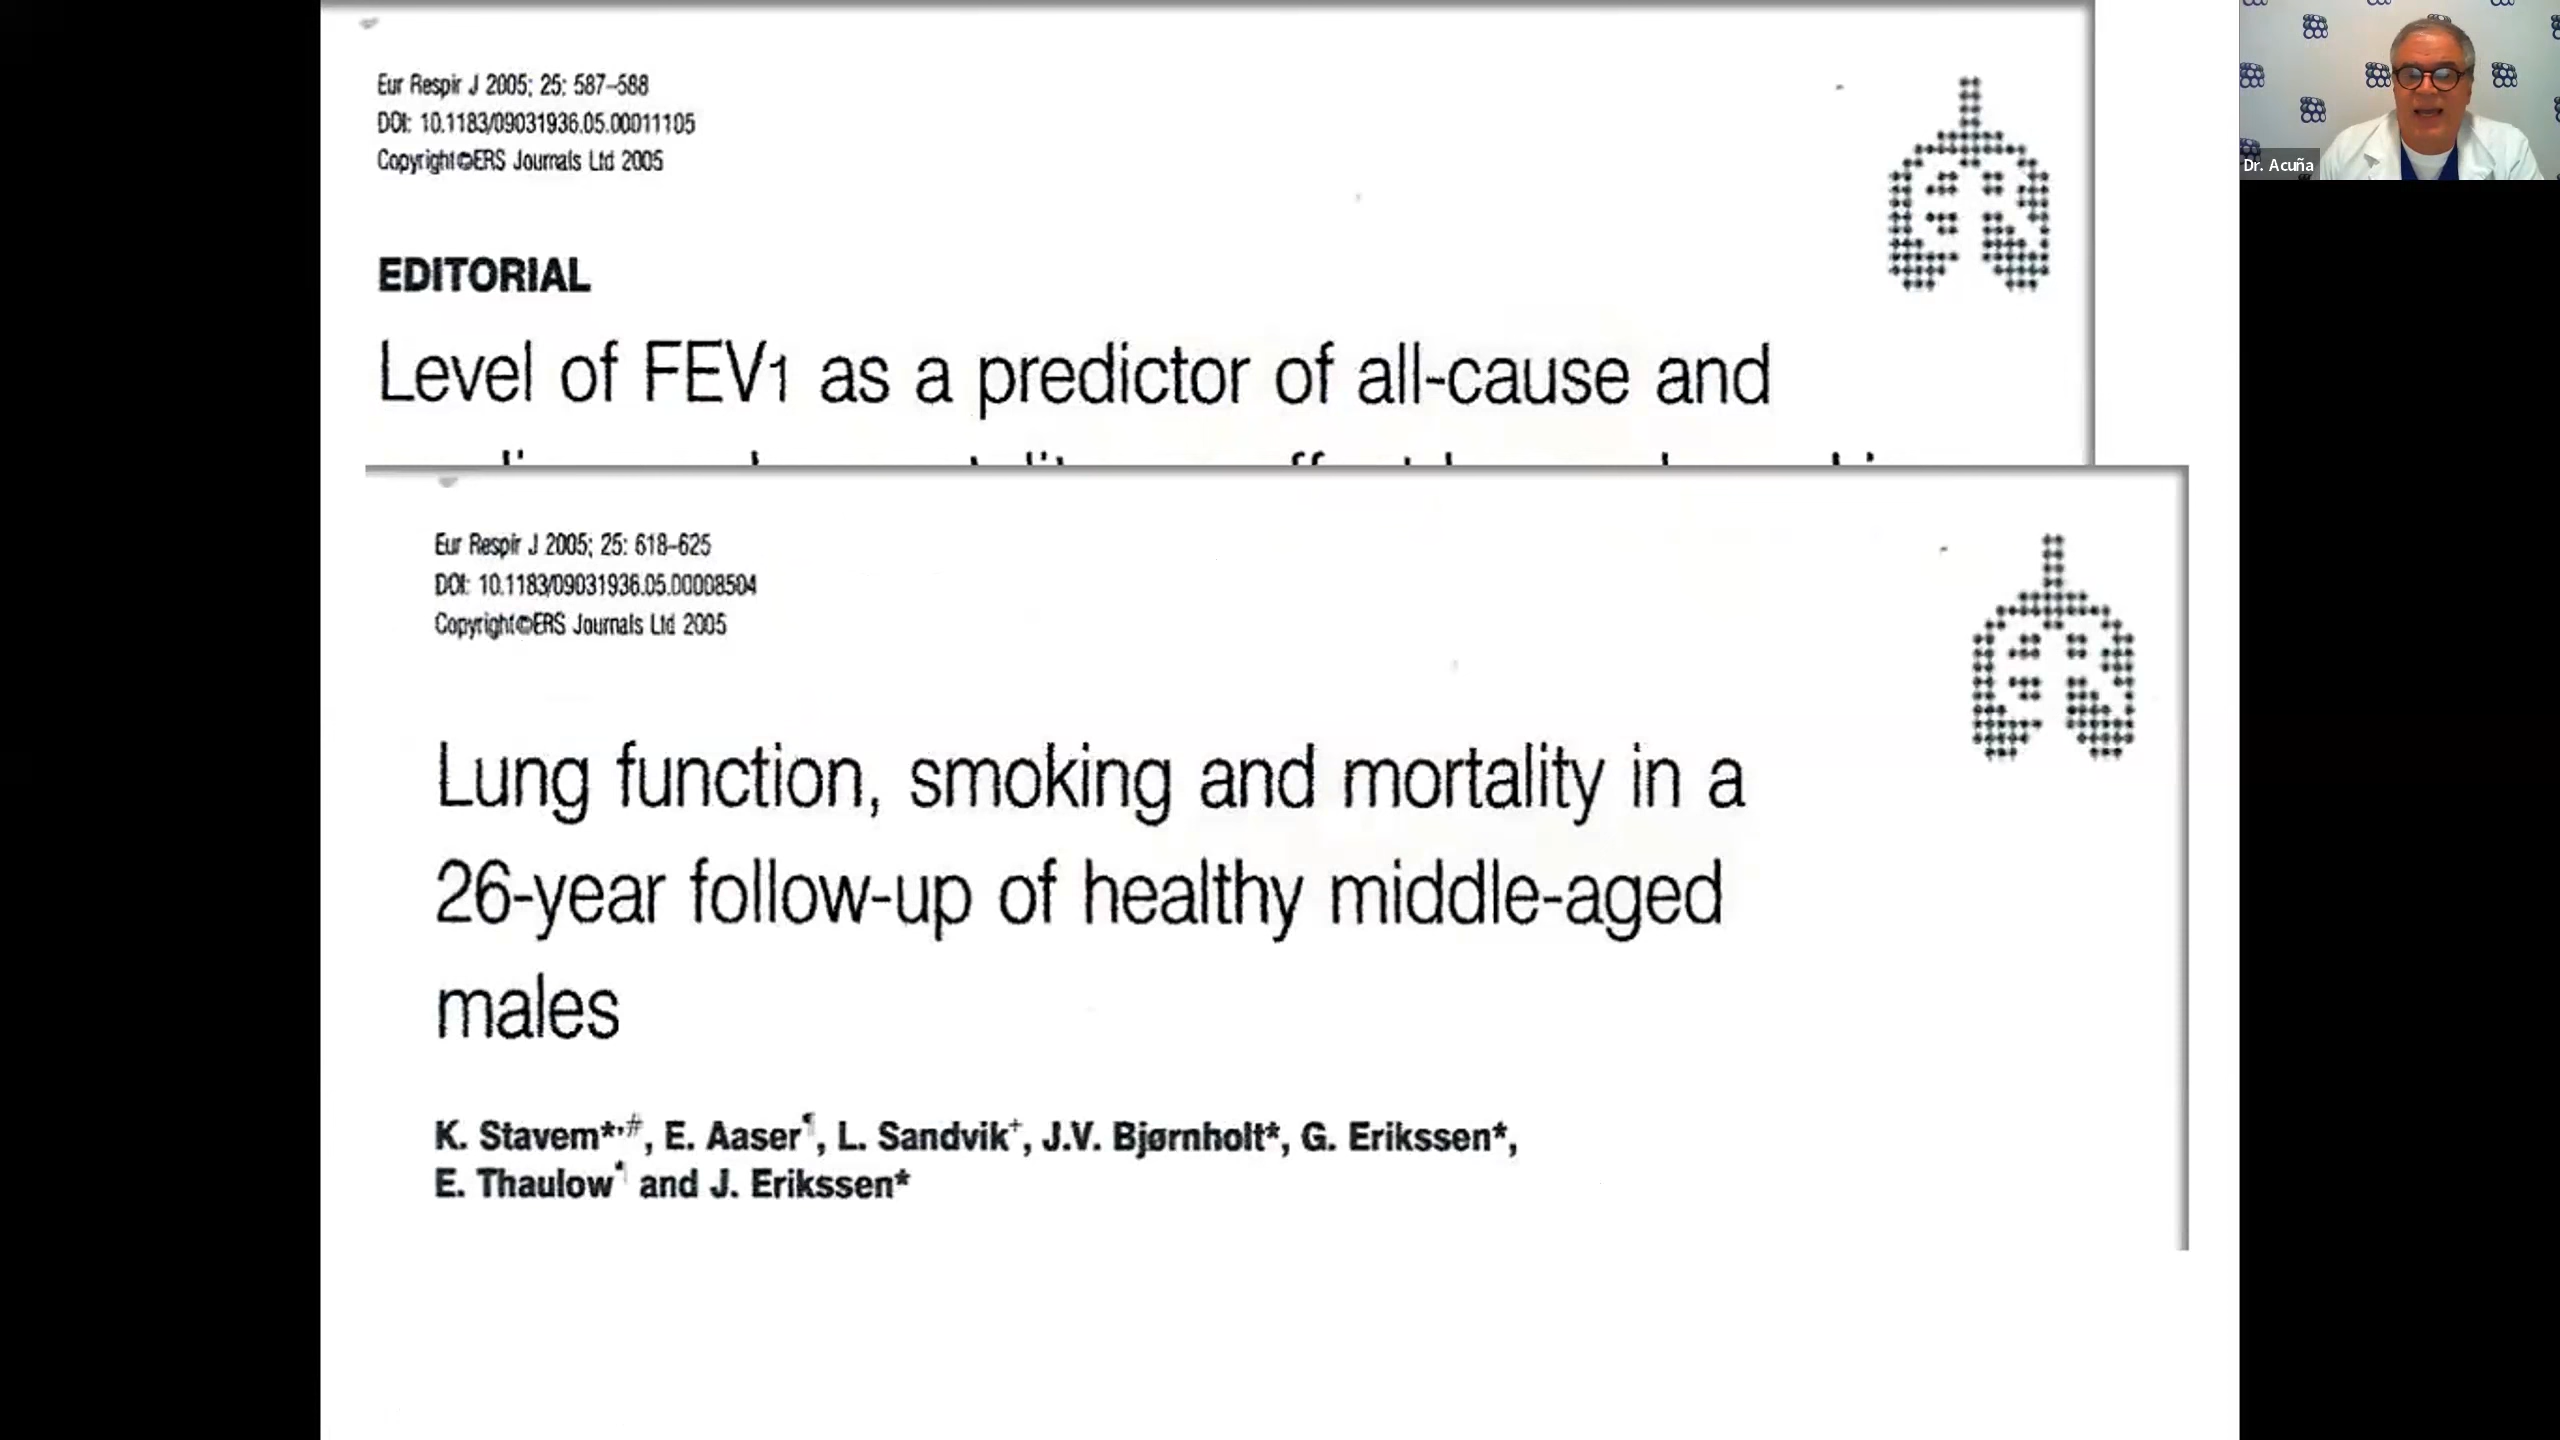 Eur Respir J 2005; 25: 587–588
DOI: 10.1183/09031936.05.00011105
Copyright©ERS Journals Ltd 2005
EDITORIAL
Level of FEV1 as a predictor of all-cause and
Eur Respir J 2005; 25: 618–625
DOI: 10.1183/09031936.05.00008504
Copyright©ERS Journals Ltd 2005
Lung function, smoking and mortality in a
26-year follow-up of healthy middle-aged
males
K. Stavem*,#, E. Aaser¶, L. Sandvik+, J.V. Bjørnholt*, G. Erikssen*,
E. Thaulow¶ and J. Erikssen*
Dr. Acuña